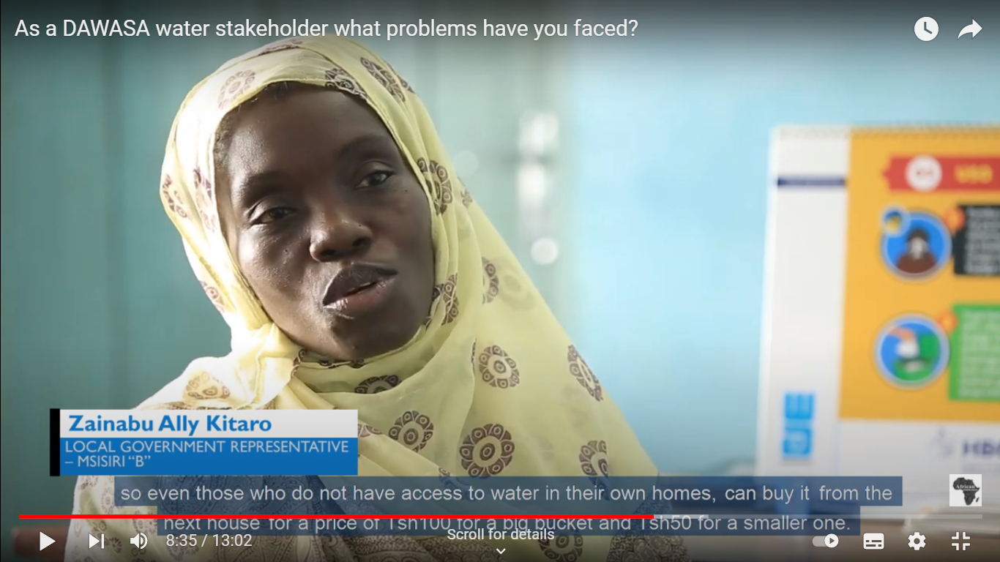 As a DAWASA water stakeholder what problems have you faced?
USO
Zainabu Ally Kitaro
LOCAL GOVERNMENT REPRESENTATIVE
– MSISIRI “B”
so even those who do not have access to water in their own homes, can buy it from the
next house for a price of Tsh100 for a big bucket and Tsh50 for a smaller one.
African
8:35 / 13:02
Scroll for details